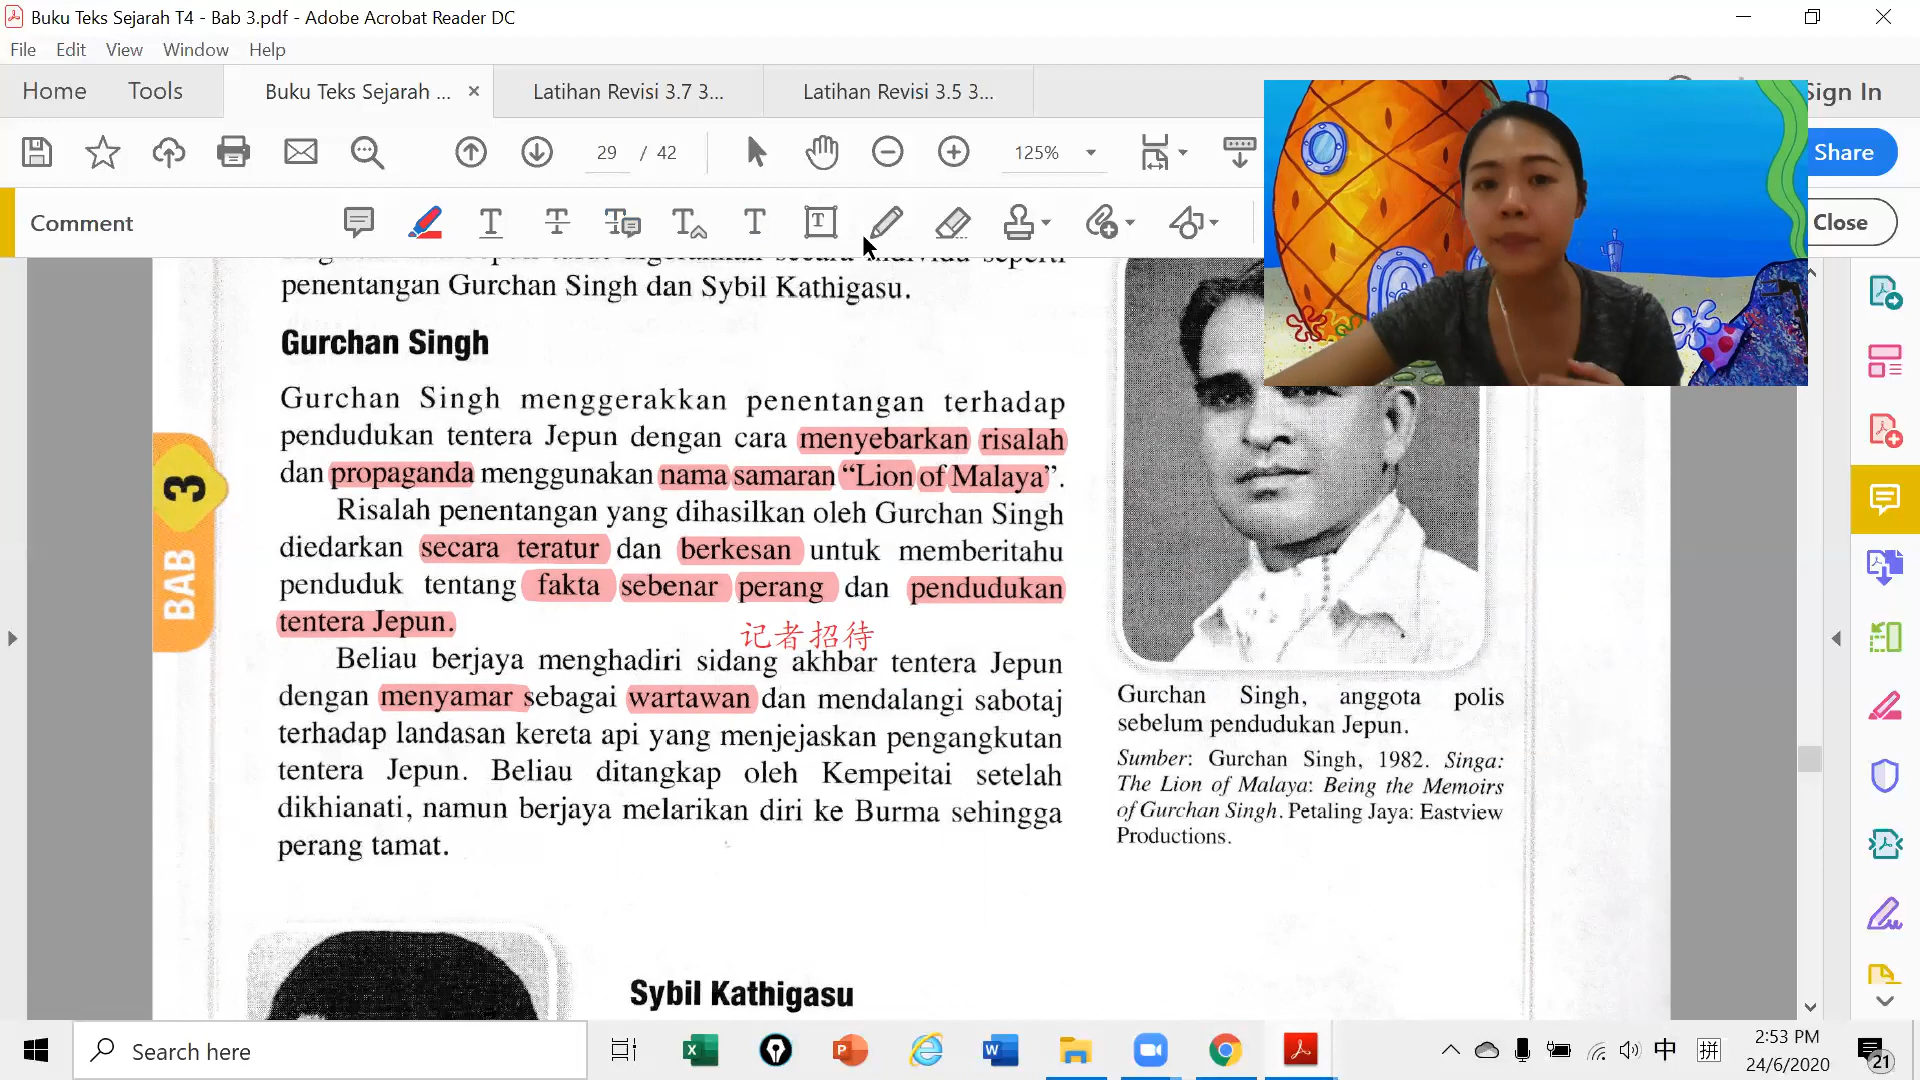 Buku Teks Sejarah T4 - Bab 3.pdf - Adobe Acrobat Reader DC
File Edit View Window Help
Home Tools Buku Teks Sejarah ... × Latihan Revisi 3.7 3... Latihan Revisi 3.5 3... Sign In
29 / 42 125% Share
Comment Close
seperti
penentangan Gurchan Singh dan Sybil Kathigasu.
Gurchan Singh
Gurchan Singh menggerakkan penentangan terhadap
pendudukan tentera Jepun dengan cara menyebarkan risalah
dan propaganda menggunakan nama samaran “Lion of Malaya”.
Risalah penentangan yang dihasilkan oleh Gurchan Singh
diedarkan secara teratur dan berkesan untuk memberitahu
penduduk tentang fakta sebenar perang dan pendudukan
tentera Jepun.
记者招待
Beliau berjaya menghadiri sidang akhbar tentera Jepun
dengan menyamar sebagai wartawan dan mendalangi sabotaj
terhadap landasan kereta api yang menjejaskan pengangkutan
tentera Jepun. Beliau ditangkap oleh Kempeitai setelah
dikhianati, namun berjaya melarikan diri ke Burma sehingga
perang tamat.
BAB 3
Gurchan Singh, anggota polis
sebelum pendudukan Jepun.
Sumber: Gurchan Singh, 1982. Singa:
The Lion of Malaya: Being the Memoirs
of Gurchan Singh. Petaling Jaya: Eastview
Productions.
Sybil Kathigasu
Search here
中 拼
2:53 PM
24/6/2020
21